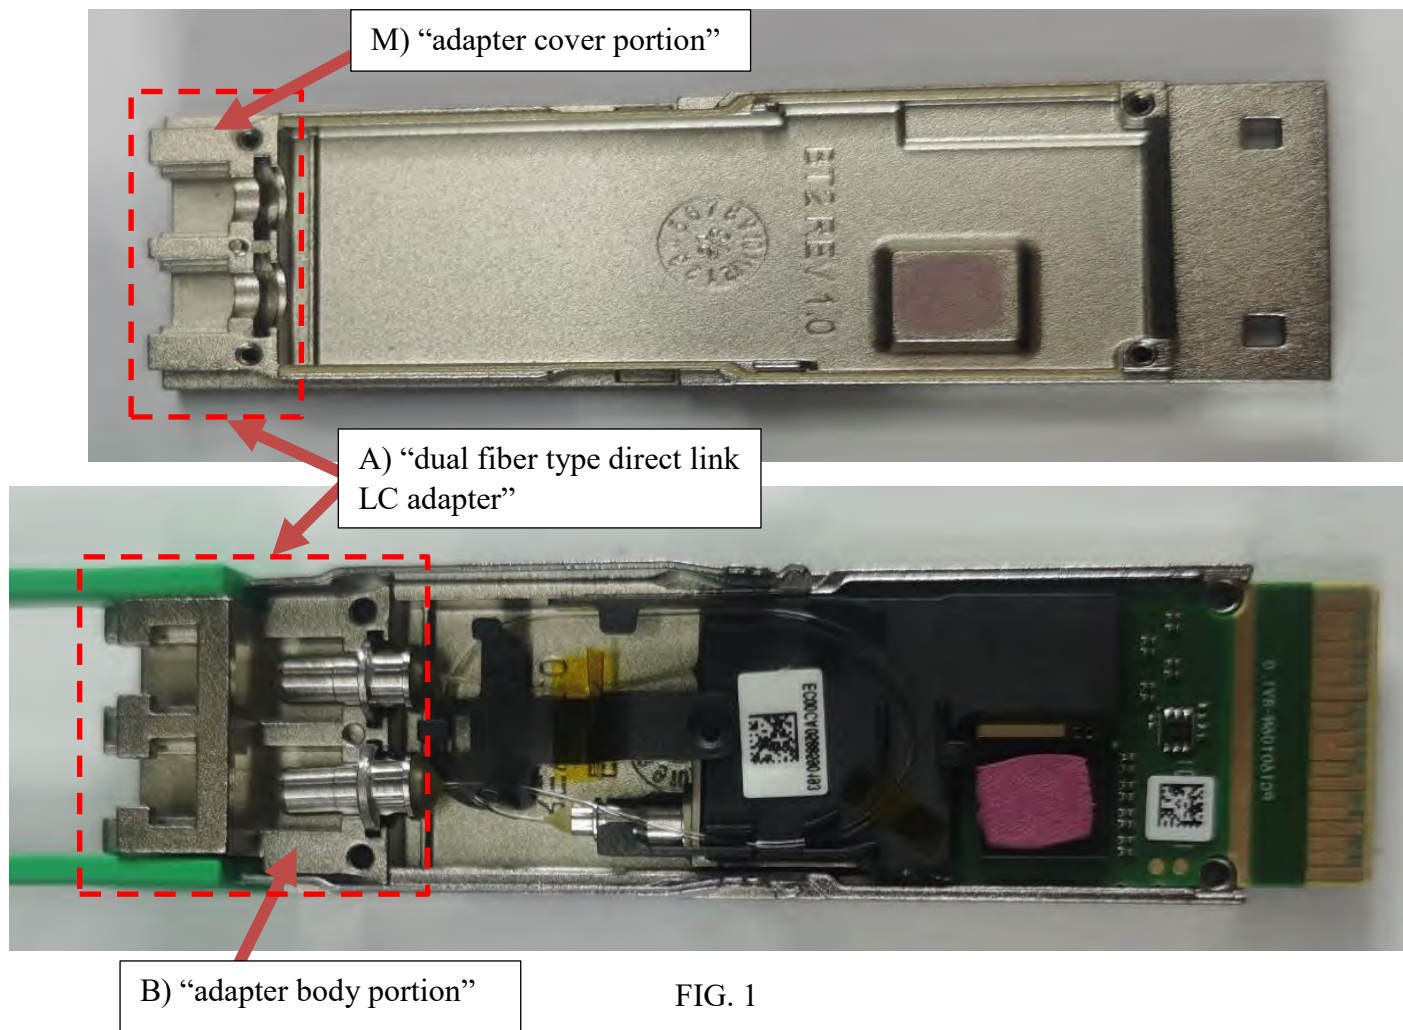 M) “adapter cover portion”
ET2 REV 1.0
A) “dual fiber type direct link
LC adapter”
B) “adapter body portion”
FIG. 1